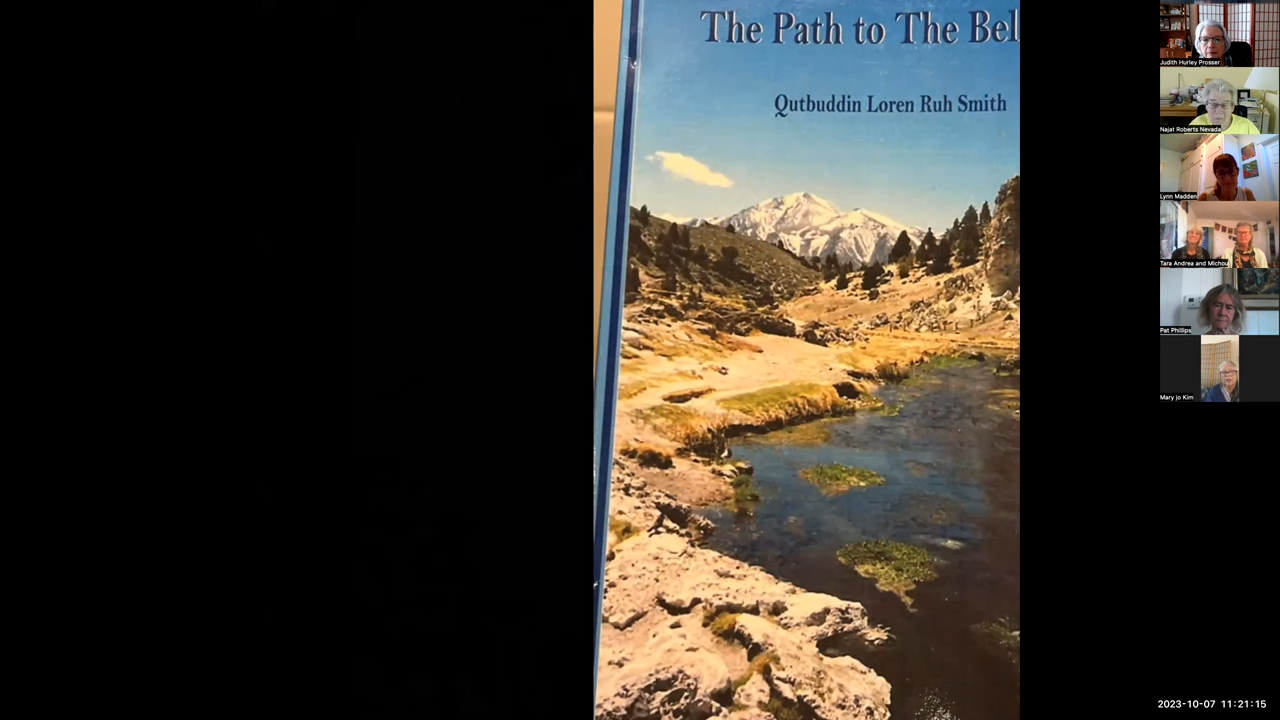 The Path to The Bel
Qutbuddin Loren Ruh Smith
Judith Hurley Prosser
Najat Roberts Nevada
Lynn Madden
Tara Andrea and Michou
Pat Phillips
Mary jo Kim
2023-10-07 11:21:15